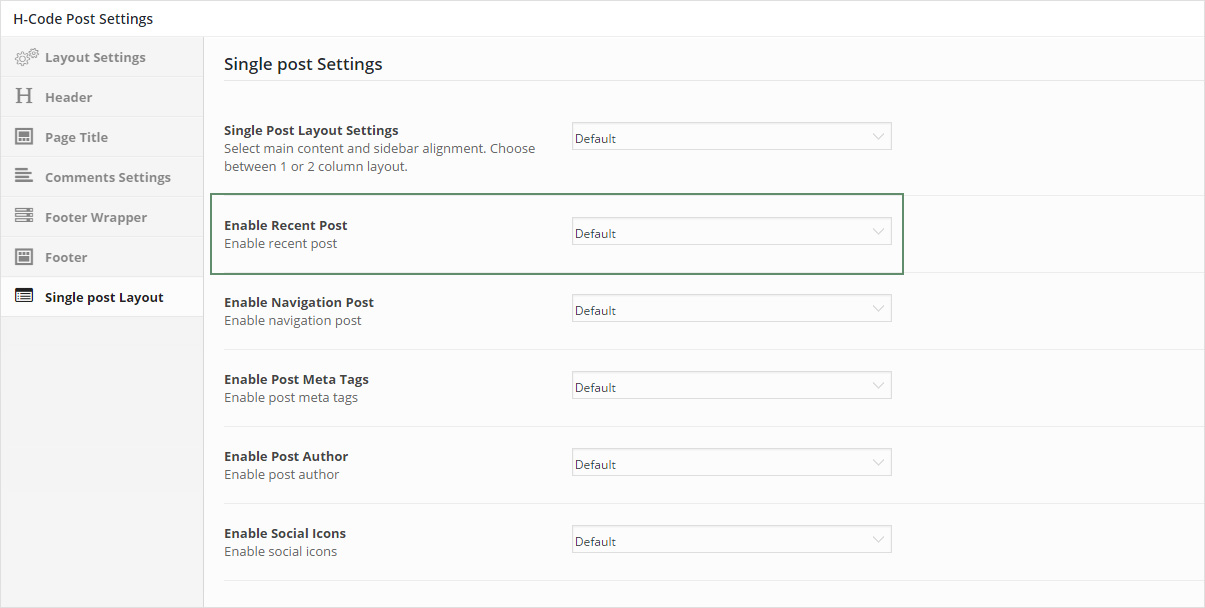 H-Code Post Settings
Layout Settings
Header
Page Title
Comments Settings
Footer Wrapper
Footer
Single post Layout
Single post Settings
Single Post Layout Settings
Select main content and sidebar alignment. Choose
between 1 or 2 column layout.
Default
Enable Recent Post
Enable recent post
Default
Enable Navigation Post
Enable navigation post
Default
Enable Post Meta Tags
Enable post meta tags
Default
Enable Post Author
Enable post author
Default
Enable Social Icons
Enable social icons
Default